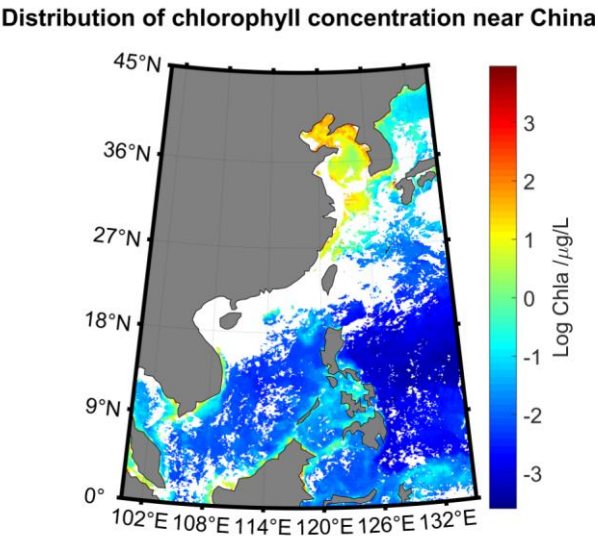 Distribution of chlorophyll concentration near China
45°N
36°N
27°N
18°N
9°N
0°
102°E 108°E 114°E 120°E 126°E 132°E
3
2
1
0
-1
-2
-3
Log Chla /μg/L